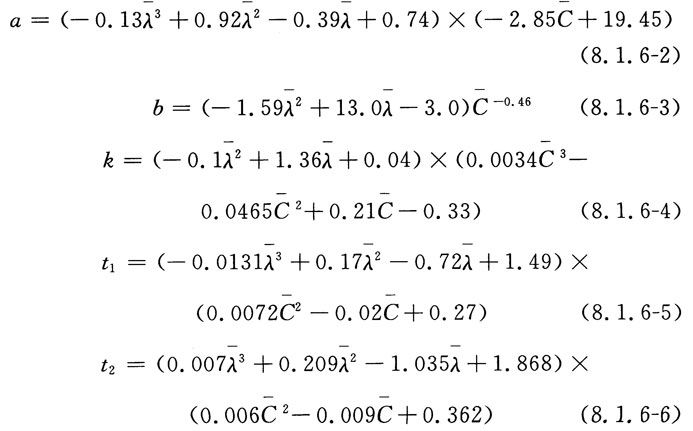 a = (−0.13λ̄³ + 0.92λ̄² − 0.39λ̄ + 0.74) × (−2.85C̄ + 19.45)
(8.1.6-2)
b = (−1.59λ̄² + 13.0λ̄ − 3.0)C̄^−0.46 (8.1.6-3)
k = (−0.1λ̄² + 1.36λ̄ + 0.04) × (0.0034C̄³ −
0.0465C̄² + 0.21C̄ − 0.33) (8.1.6-4)
t₁ = (−0.0131λ̄³ + 0.17λ̄² − 0.72λ̄ + 1.49) ×
(0.0072C̄² − 0.02C̄ + 0.27) (8.1.6-5)
t₂ = (0.007λ̄³ + 0.209λ̄² − 1.035λ̄ + 1.868) ×
(0.006C̄² − 0.009C̄ + 0.362) (8.1.6-6)